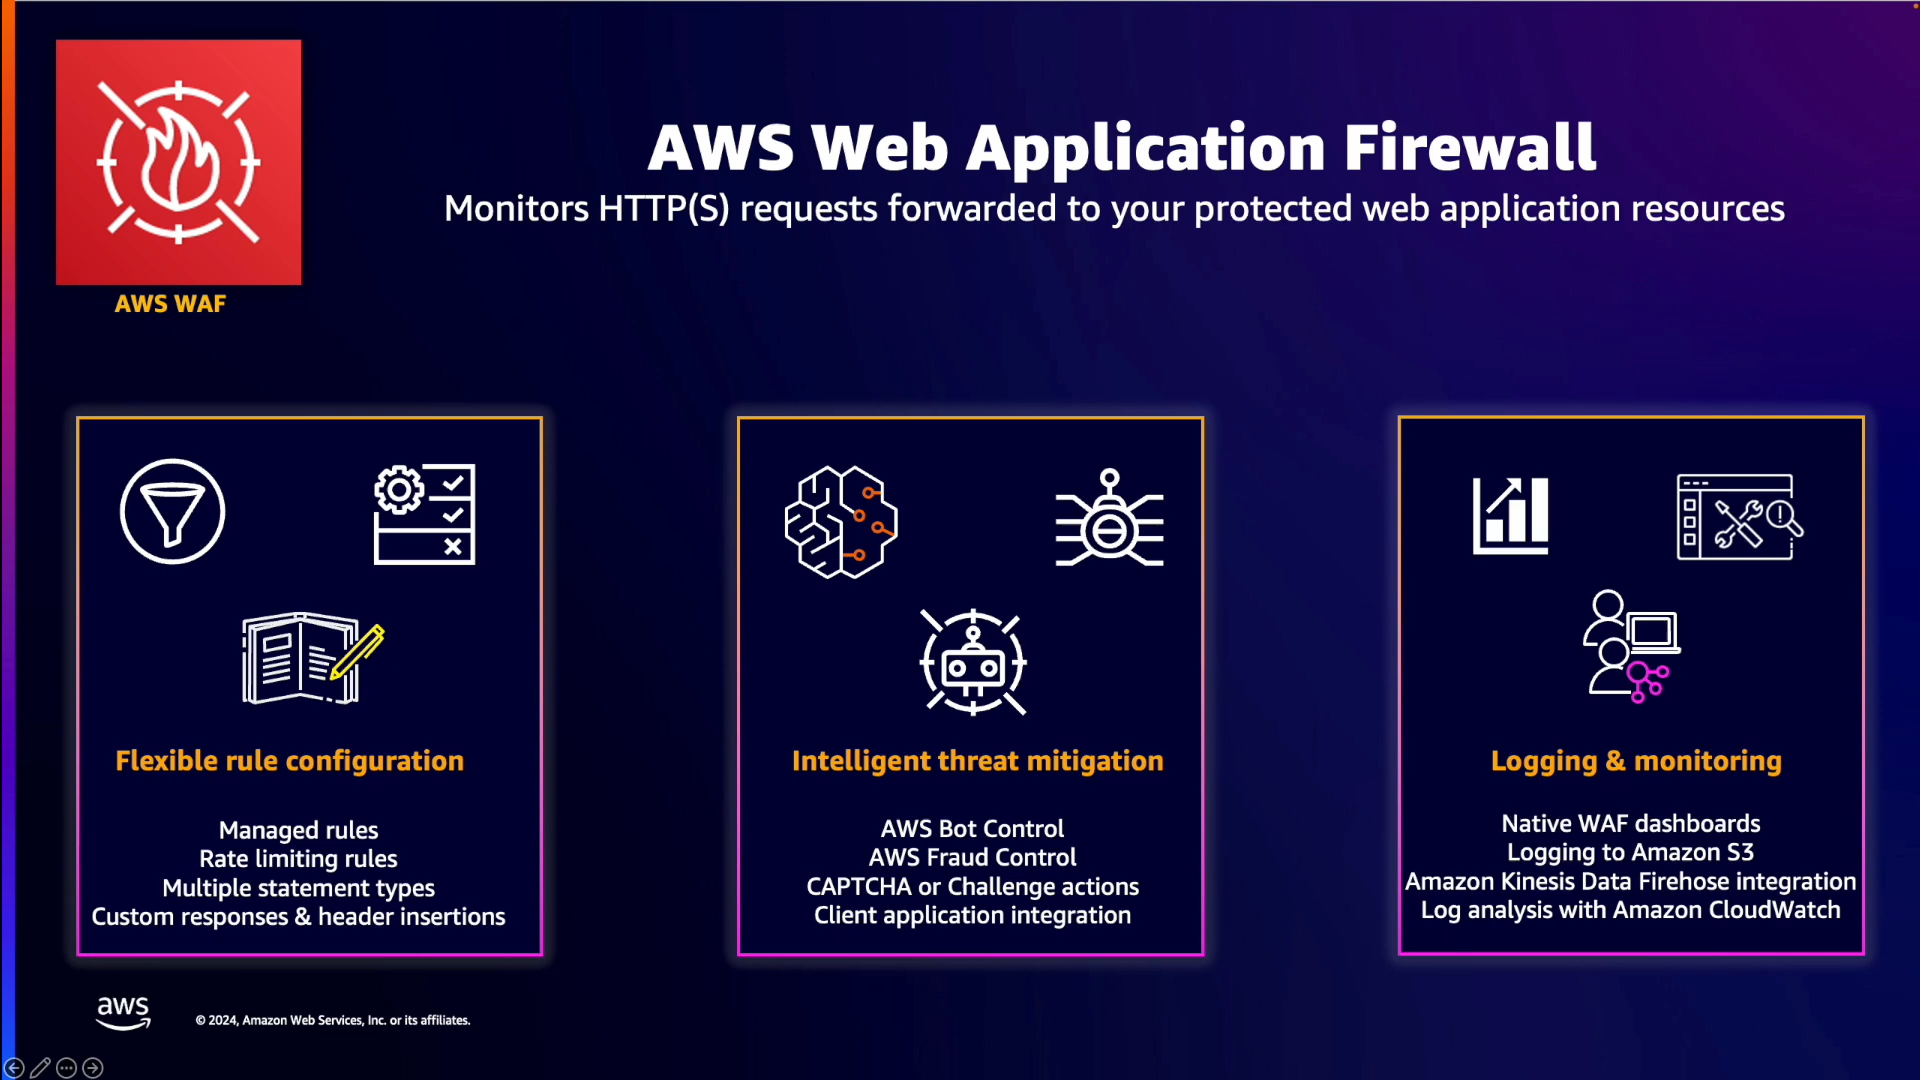 AWS Web Application Firewall
Monitors HTTP(S) requests forwarded to your protected web application resources
AWS WAF
Flexible rule configuration
Managed rules
Rate limiting rules
Multiple statement types
Custom responses & header insertions
Intelligent threat mitigation
AWS Bot Control
AWS Fraud Control
CAPTCHA or Challenge actions
Client application integration
Logging & monitoring
Native WAF dashboards
Logging to Amazon S3
Amazon Kinesis Data Firehose integration
Log analysis with Amazon CloudWatch
aws
© 2024, Amazon Web Services, Inc. or its affiliates.